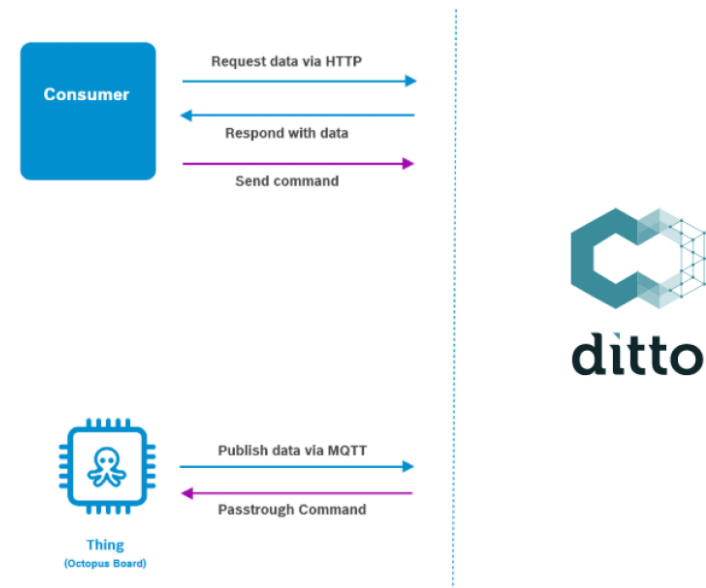 Request data via HTTP
Consumer
Respond with data
Send command
ditto
Publish data via MQTT
Passtrough Command
Thing
(Octopus Board)